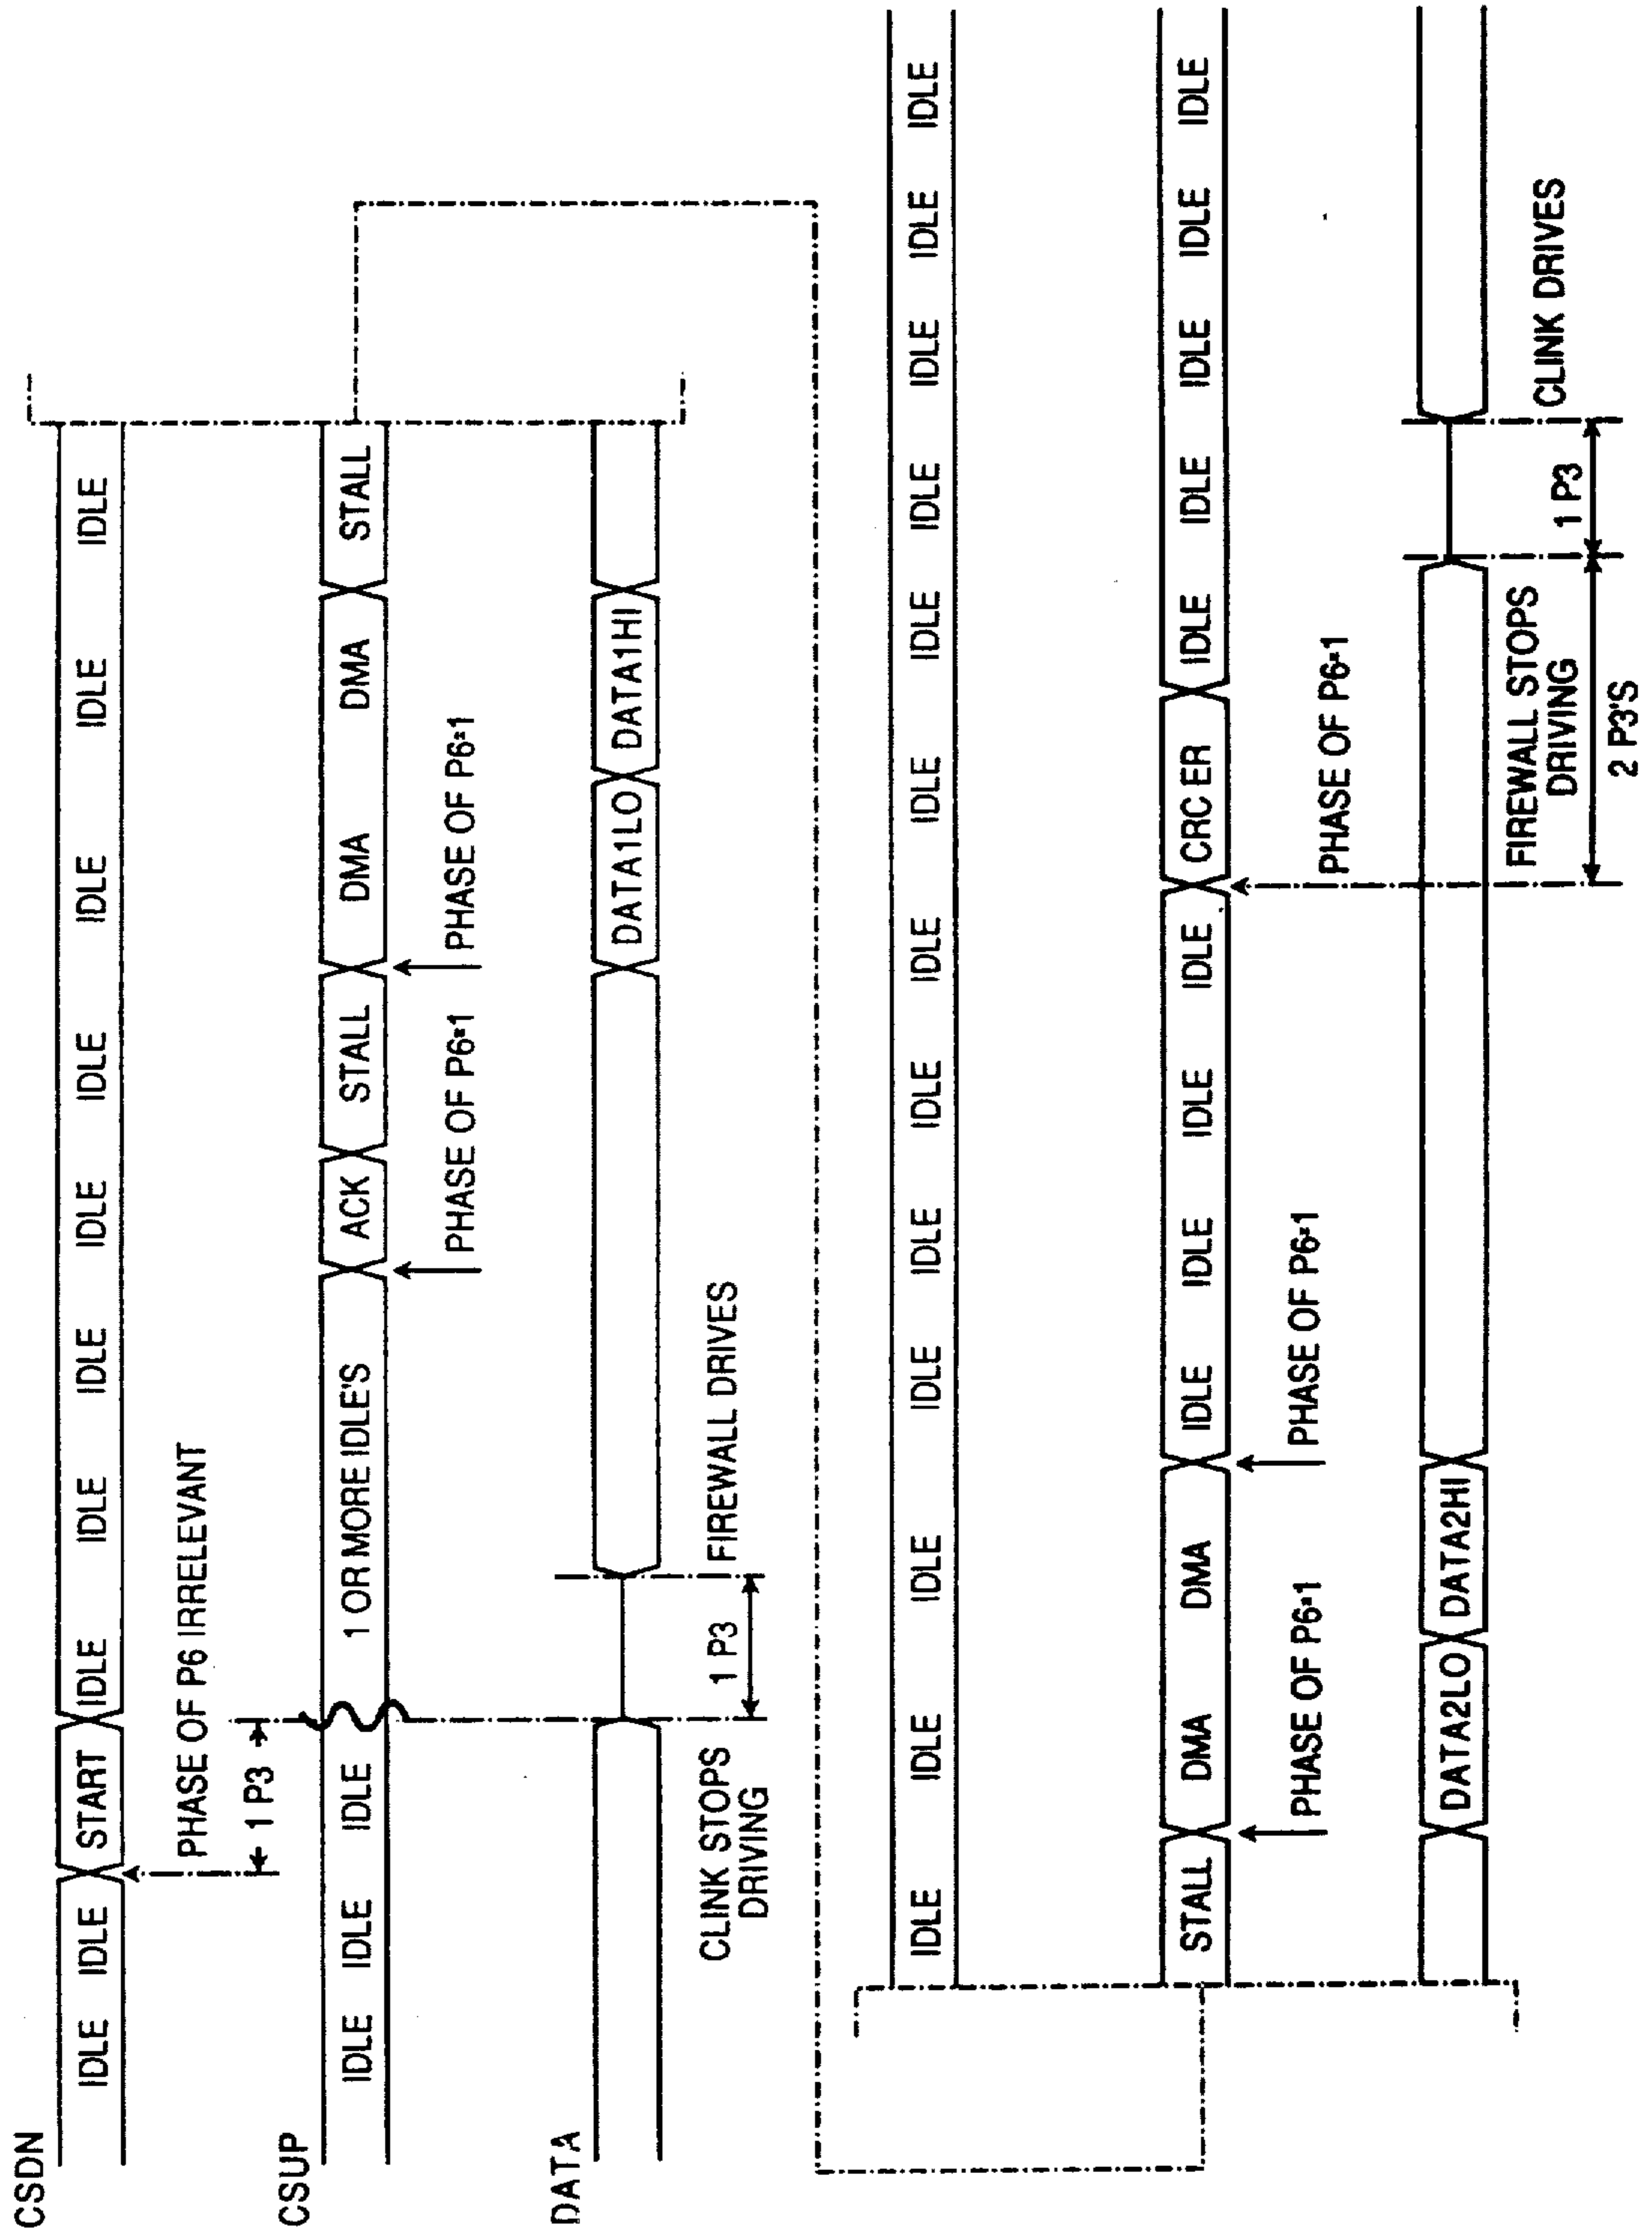 CSDN
IDLE IDLE START IDLE IDLE IDLE IDLE IDLE IDLE IDLE IDLE
PHASE OF P6 IRRELEVANT
1 P3
CSUP
IDLE IDLE IDLE 1 OR MORE IDLE'S ACK STALL DMA DMA STALL
PHASE OF P6=1 PHASE OF P6=1
DATA
DATA1LO DATA1HI
CLINK STOPS
DRIVING
1 P3
FIREWALL DRIVES
IDLE IDLE IDLE IDLE IDLE IDLE IDLE IDLE IDLE IDLE IDLE IDLE IDLE
STALL DMA DMA IDLE IDLE IDLE IDLE CRC ER IDLE IDLE IDLE IDLE IDLE
PHASE OF P6=1 PHASE OF P6=1 PHASE OF P6=1
DATA2LO DATA2HI
FIREWALL STOPS
DRIVING
2 P3'S
1 P3
CLINK DRIVES